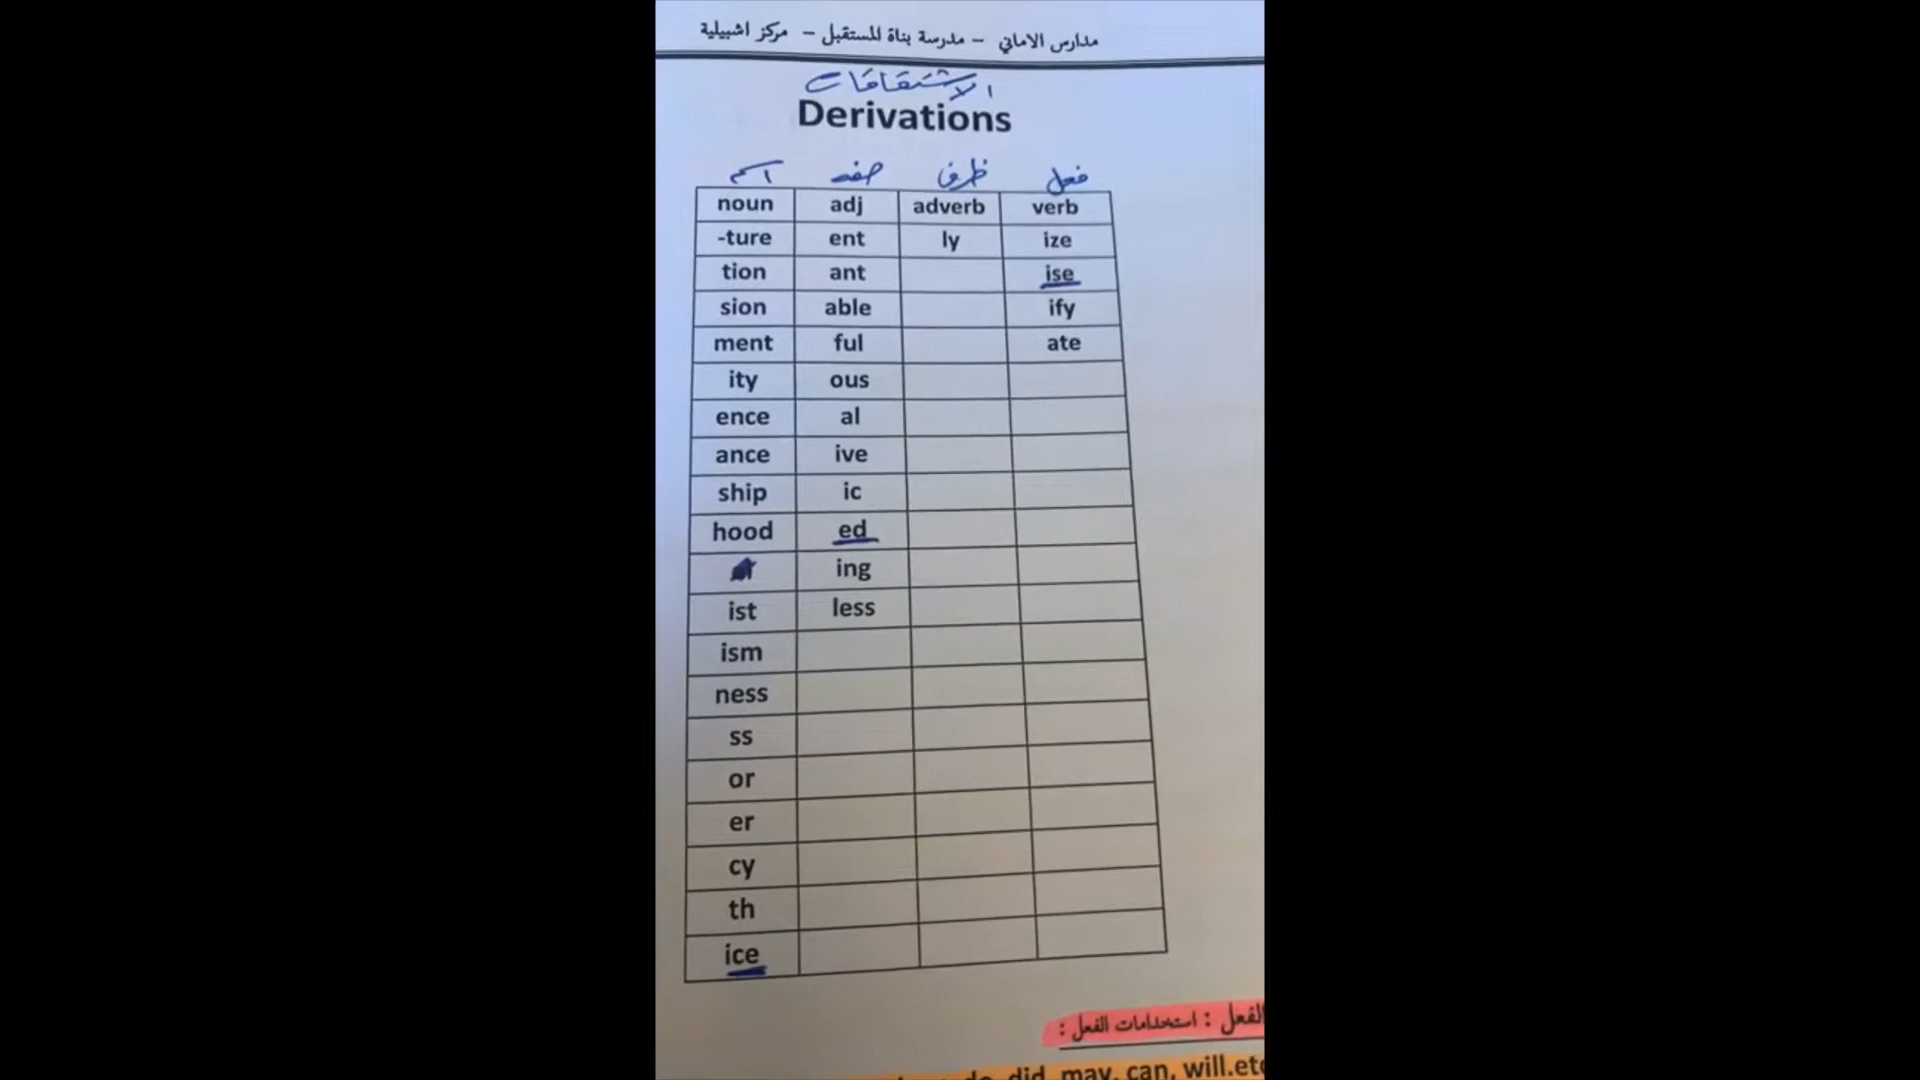 مدارس الاماني - مدرسة بناة المستقبل - مركز اشبيلية
الاشتقاقات
Derivations
اسم صفه ظرف فعل
noun adj adverb verb
-ture ent ly ize
tion ant ise
sion able ify
ment ful ate
ity ous
ence al
ance ive
ship ic
hood ed
ing
ist less
ism
ness
ss
or
er
cy
th
ice
الفعل : استخدامات الفعل :
did, may, can, will.etc